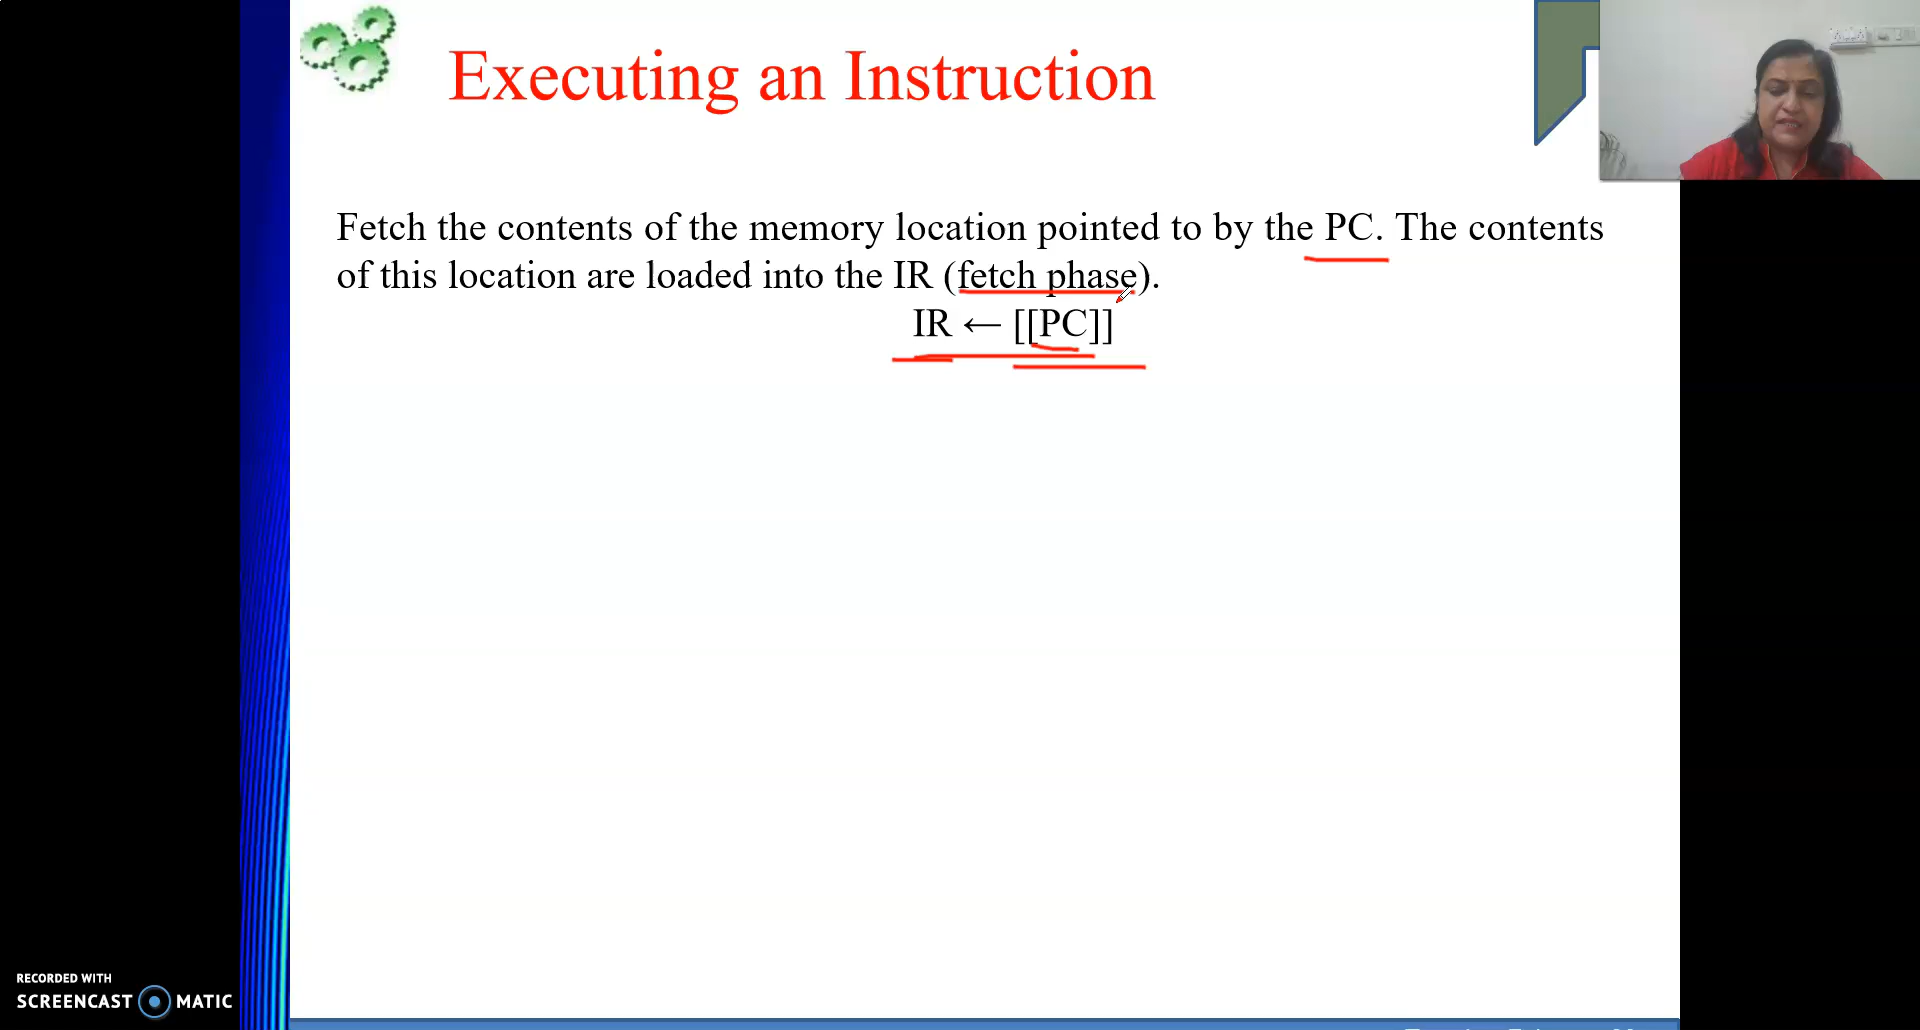 Executing an Instruction
Fetch the contents of the memory location pointed to by the PC. The contents
of this location are loaded into the IR (fetch phase).
IR ← [[PC]]
RECORDED WITH
SCREENCAST MATIC